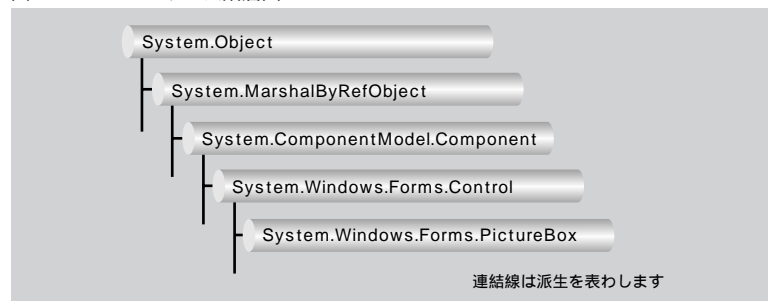 System.Object
System.MarshalByRefObject
System.ComponentModel.Component
System.Windows.Forms.Control
System.Windows.Forms.PictureBox
連結線は派生を表わします